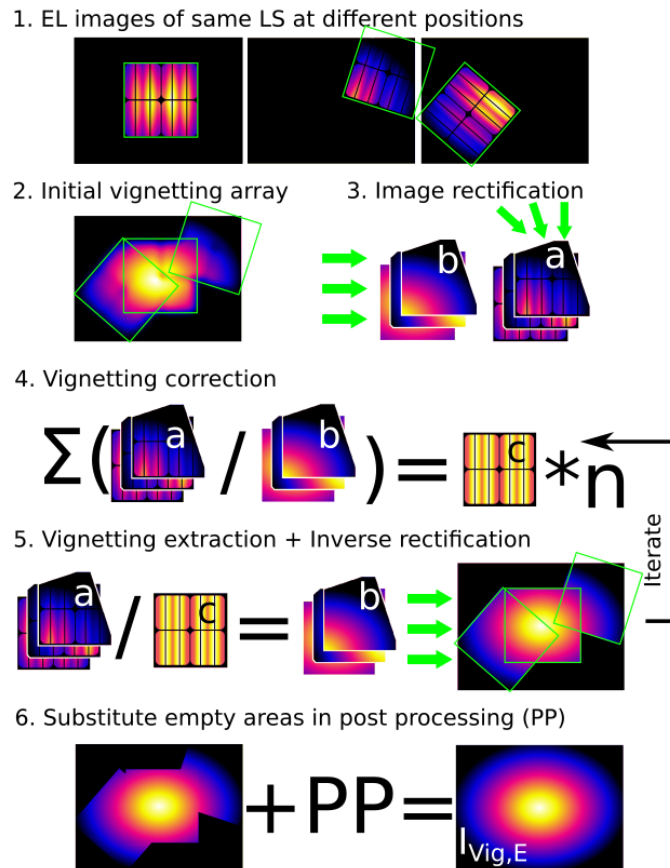 1. EL images of same LS at different positions
2. Initial vignetting array
3. Image rectification
b
a
4. Vignetting correction
Σ( a / b ) = c *n
5. Vignetting extraction + Inverse rectification
Iterate
a / c = b
6. Substitute empty areas in post processing (PP)
+PP=
I_Vig,E